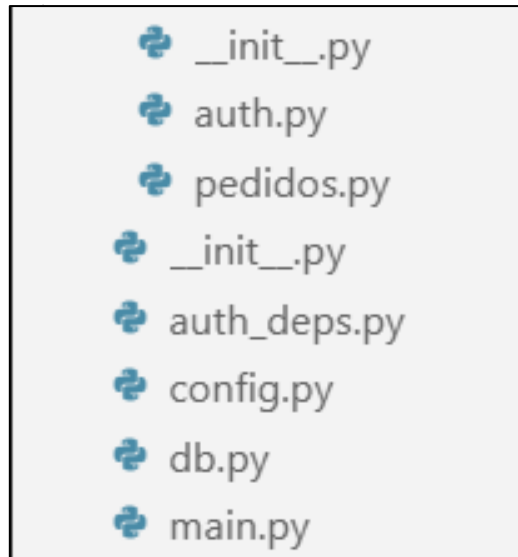 __init__.py
auth.py
pedidos.py
__init__.py
auth_deps.py
config.py
db.py
main.py